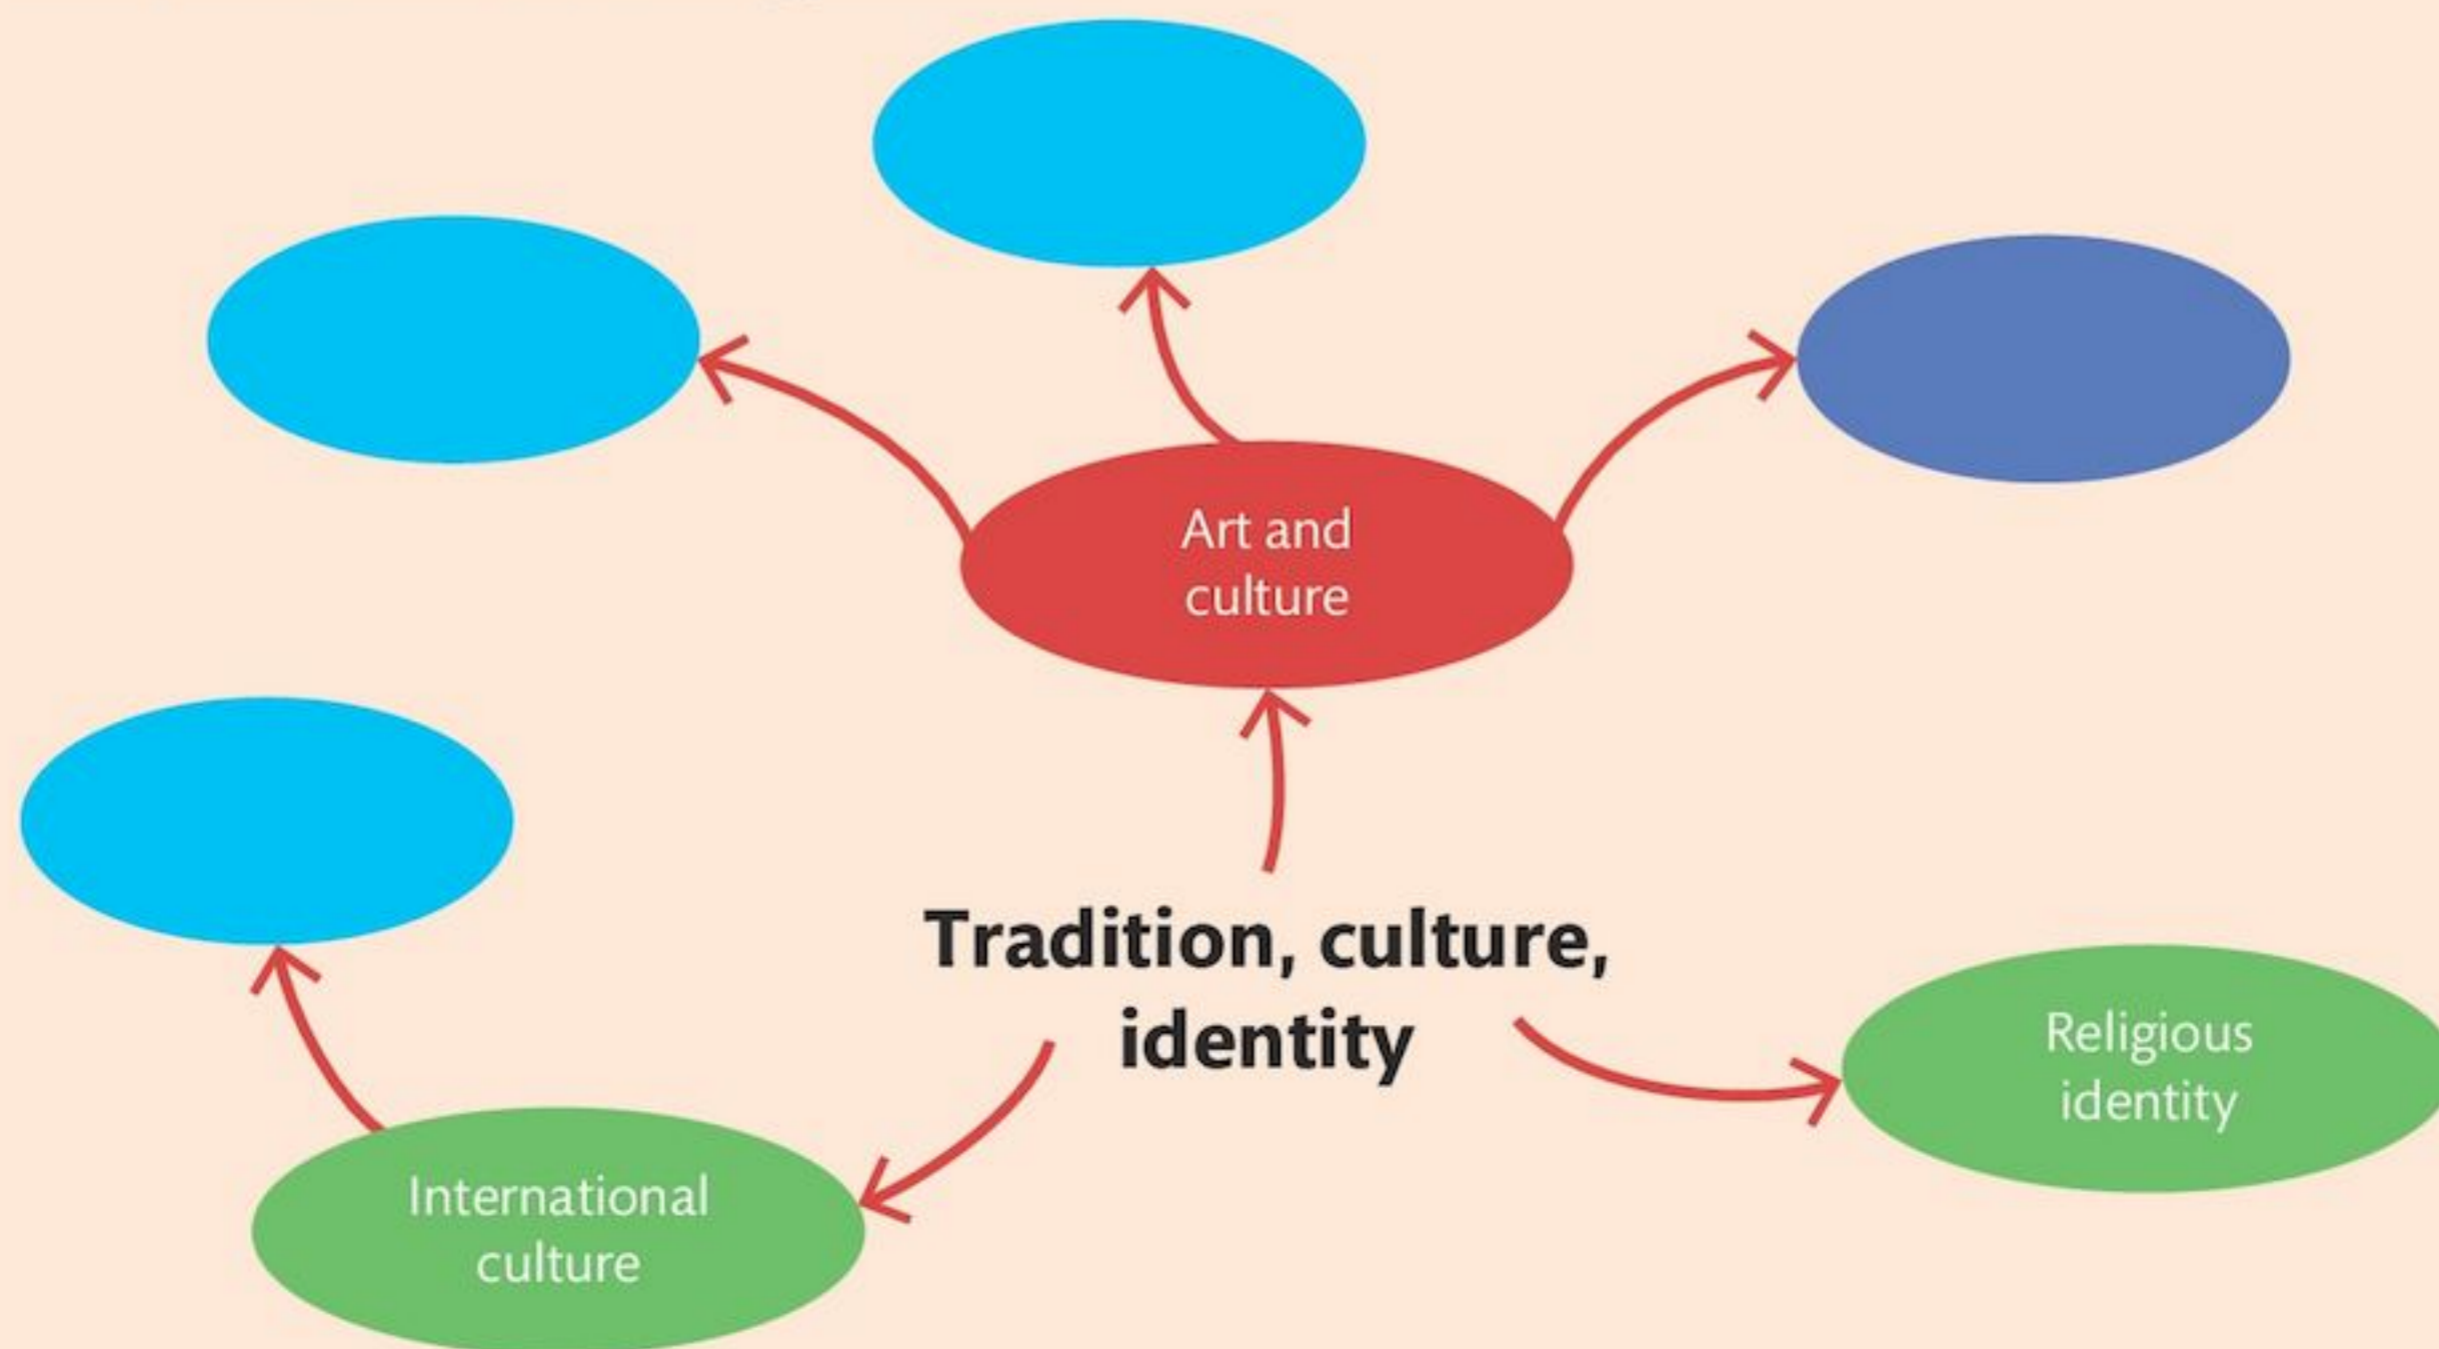 Art and
culture
Tradition, culture,
identity
Religious
identity
International
culture